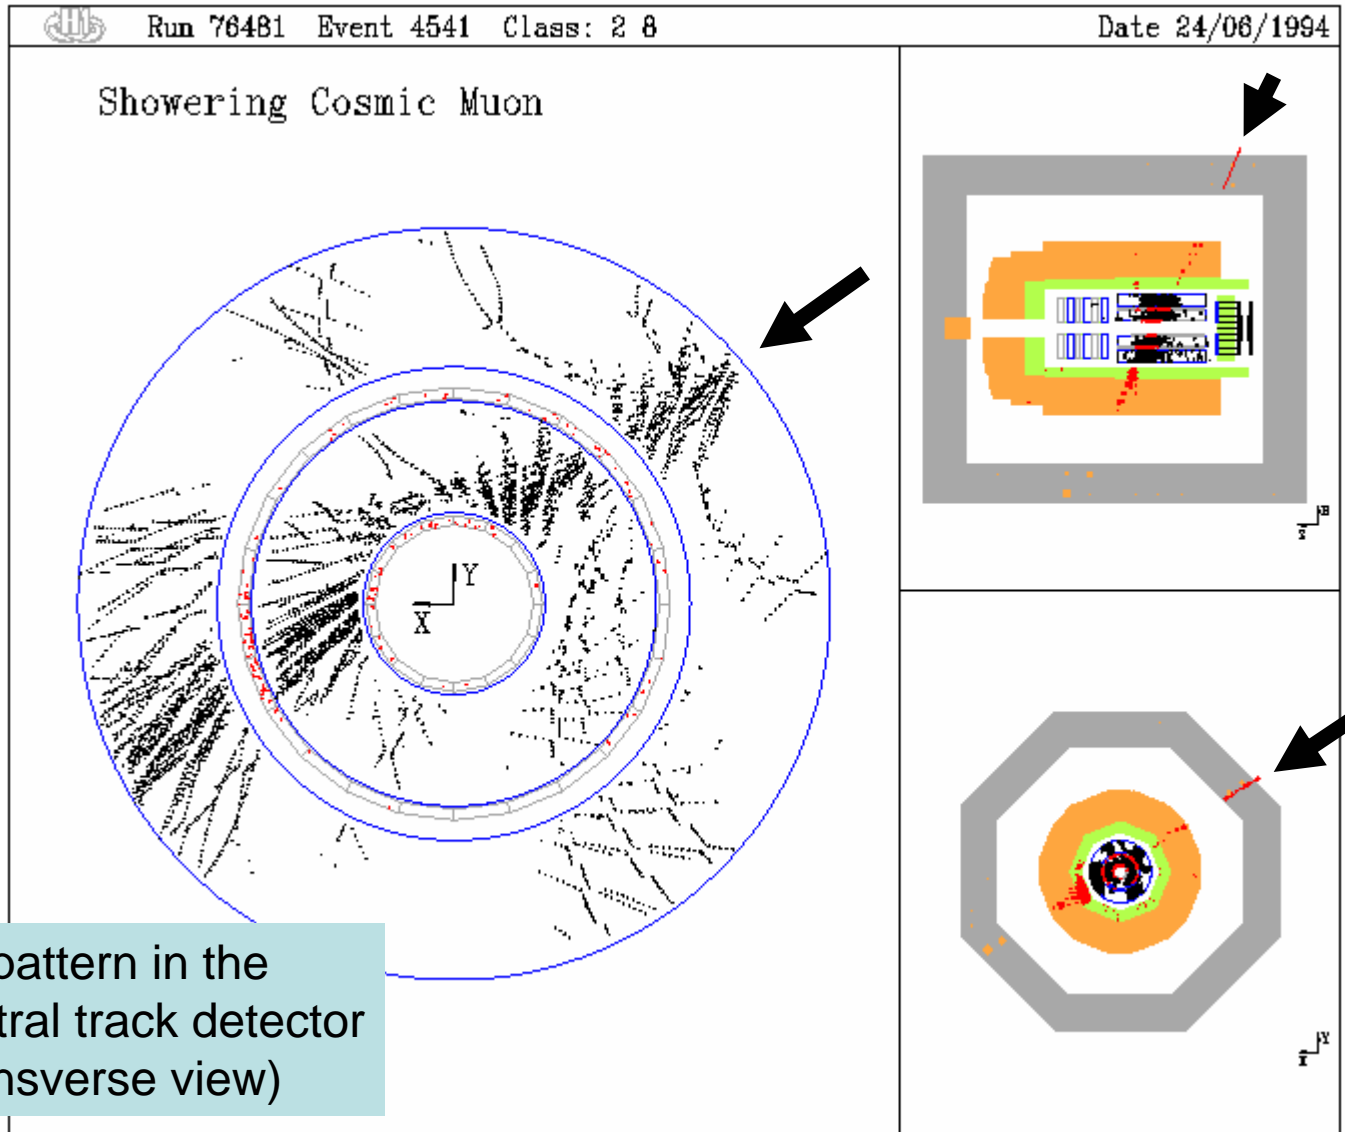 H1 Run 76481 Event 4541 Class: 2 8 Date 24/06/1994
Showering Cosmic Muon
Y
X
R
Z
pattern in the
tral track detector
nsverse view)
Y
X